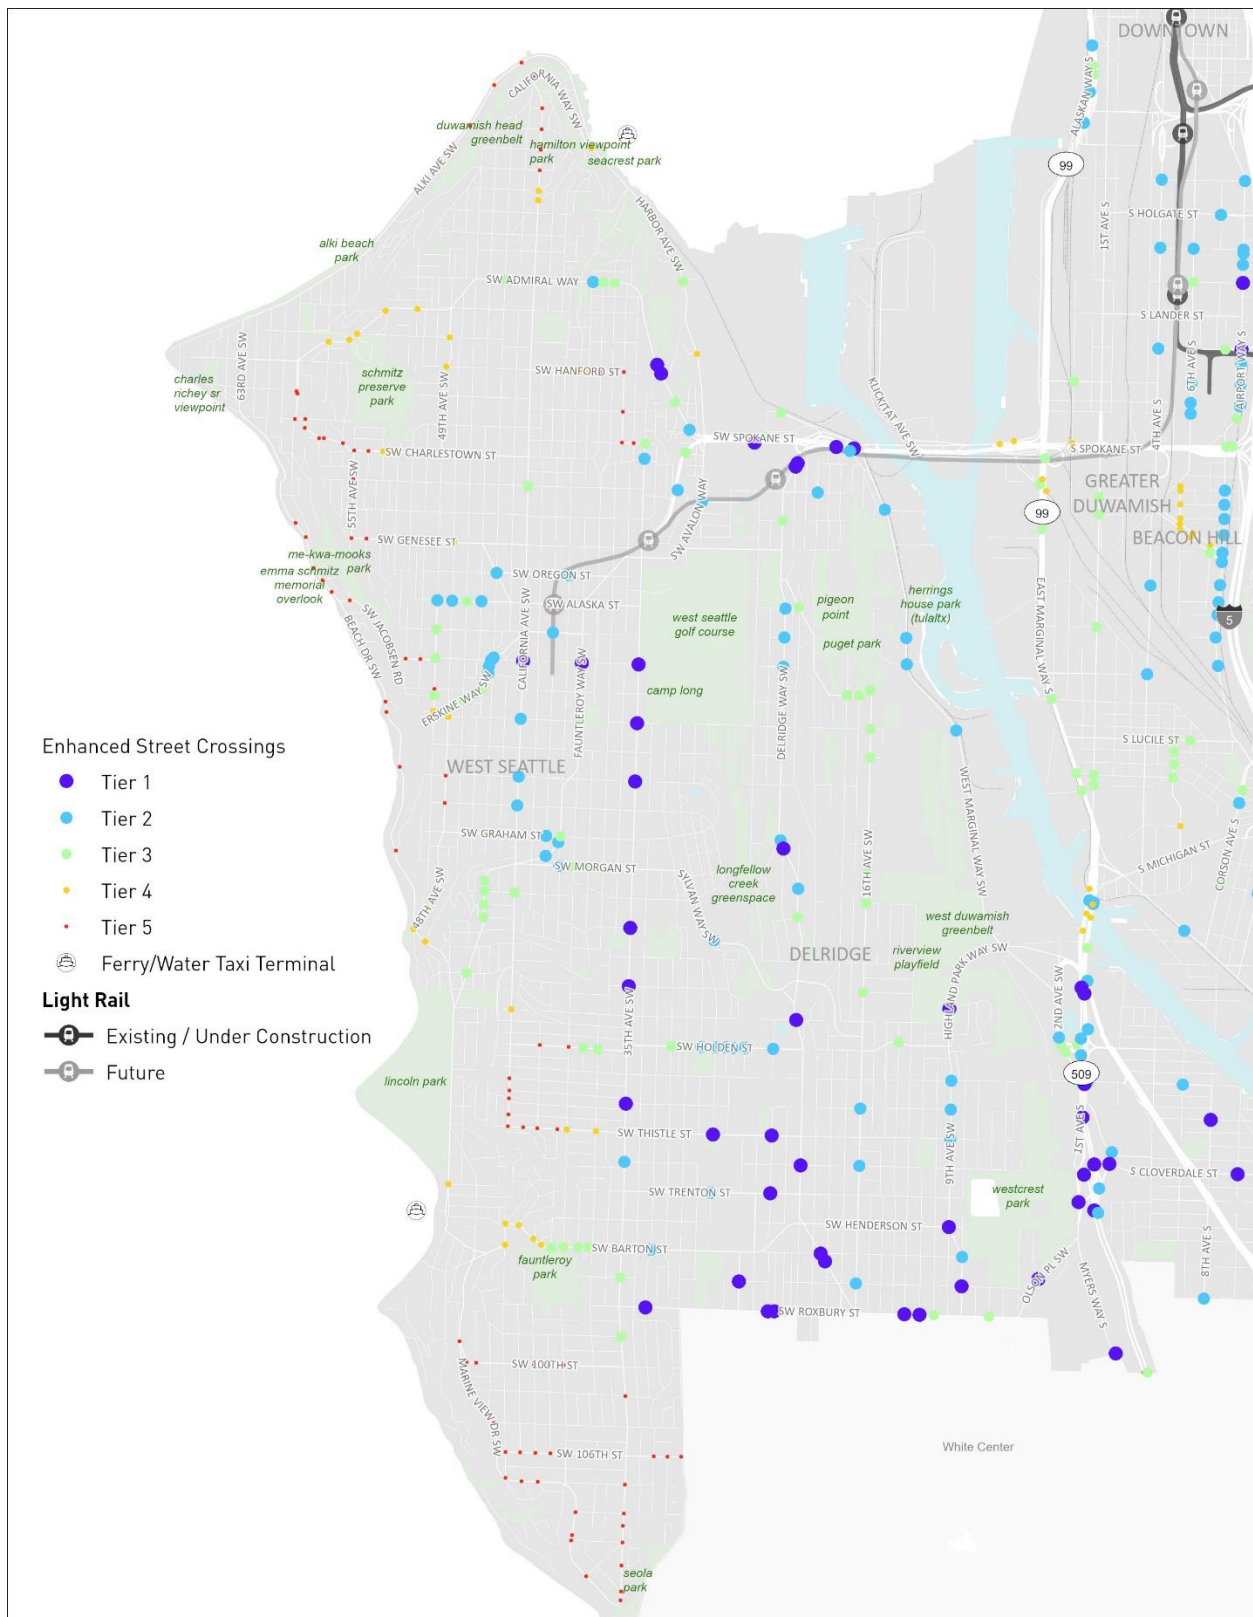 DOWNTOWN
CALIFORNIA WAY SW
ALASKAN WAY S
duwamish head
greenbelt
hamilton viewpoint
park
seacrest park
ALKI AVE SW
99
HARBOR AVE SW
1ST AVE S
S HOLGATE ST
alki beach
park
SW ADMIRAL WAY
S LANDER ST
63RD AVE SW
charles
richey sr
viewpoint
schmitz
preserve
park
49TH AVE SW
SW HANFORD ST
KLICKITAT AVE SW
4TH AVE S
6TH AVE S
AIRPORT WAY S
SW SPOKANE ST
S SPOKANE ST
SW CHARLESTOWN ST
55TH AVE SW
SW AVALON WAY
GREATER
DUWAMISH
99
BEACON HILL
SW GENESEE ST
me-kwa-mooks
park
emma schmitz
memorial
overlook
SW OREGON ST
SW ALASKA ST
CALIFORNIA AVE SW
SW JACOBSEN RD
BEACH DR SW
west seattle
golf course
pigeon
point
puget park
herrings
house park
(tulaltx)
EAST MARGINAL WAY S
5
ERSKINE WAY SW
FAUNTLEROY WAY SW
camp long
DELRIDGE WAY SW
S LUCILE ST
Enhanced Street Crossings
Tier 1
Tier 2
Tier 3
Tier 4
Tier 5
Ferry/Water Taxi Terminal
Light Rail
Existing / Under Construction
Future
WEST SEATTLE
WEST MARGINAL WAY SW
SW GRAHAM ST
SW MORGAN ST
16TH AVE SW
S MICHIGAN ST
CORSON AVE S
48TH AVE SW
SYLVAN WAY SW
longfellow
creek
greenspace
west duwamish
greenbelt
DELRIDGE
riverview
playfield
HIGHLAND PARK WAY SW
2ND AVE SW
35TH AVE SW
SW HOLDEN ST
509
lincoln park
SW THISTLE ST
1ST AVE S
9TH AVE SW
S CLOVERDALE ST
SW TRENTON ST
westcrest
park
SW HENDERSON ST
SW BARTON ST
fauntleroy
park
OLSON PL SW
MYERS WAY S
8TH AVE S
SW ROXBURY ST
SW 100TH ST
MARINE VIEW DR SW
SW 106TH ST
White Center
seola
park